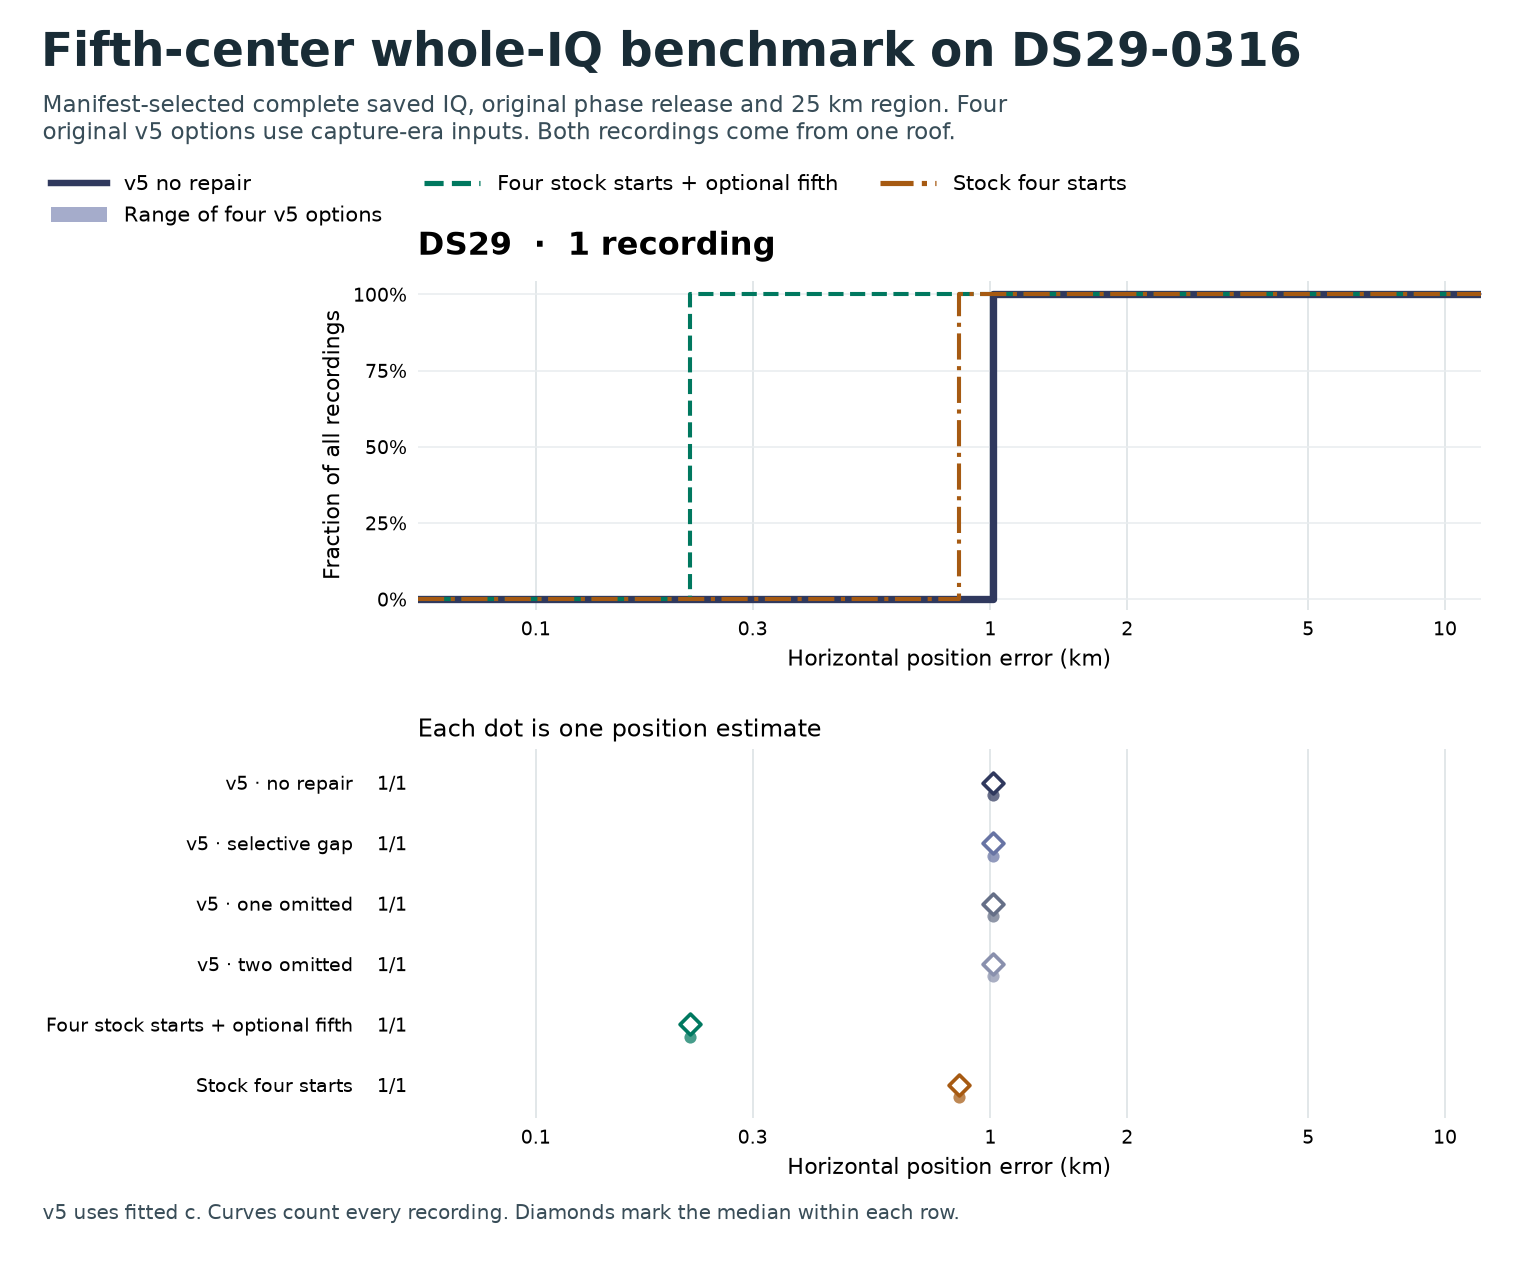 Fifth-center whole-IQ benchmark on DS29-0316
Manifest-selected complete saved IQ, original phase release and 25 km region. Four
original v5 options use capture-era inputs. Both recordings come from one roof.
v5 no repair
Four stock starts + optional fifth
Stock four starts
Range of four v5 options
DS29 · 1 recording
Fraction of all recordings
100%
75%
50%
25%
0%
0.1 0.3 1 2 5 10
Horizontal position error (km)
Each dot is one position estimate
v5 · no repair 1/1
v5 · selective gap 1/1
v5 · one omitted 1/1
v5 · two omitted 1/1
Four stock starts + optional fifth 1/1
Stock four starts 1/1
0.1 0.3 1 2 5 10
Horizontal position error (km)
v5 uses fitted c. Curves count every recording. Diamonds mark the median within each row.